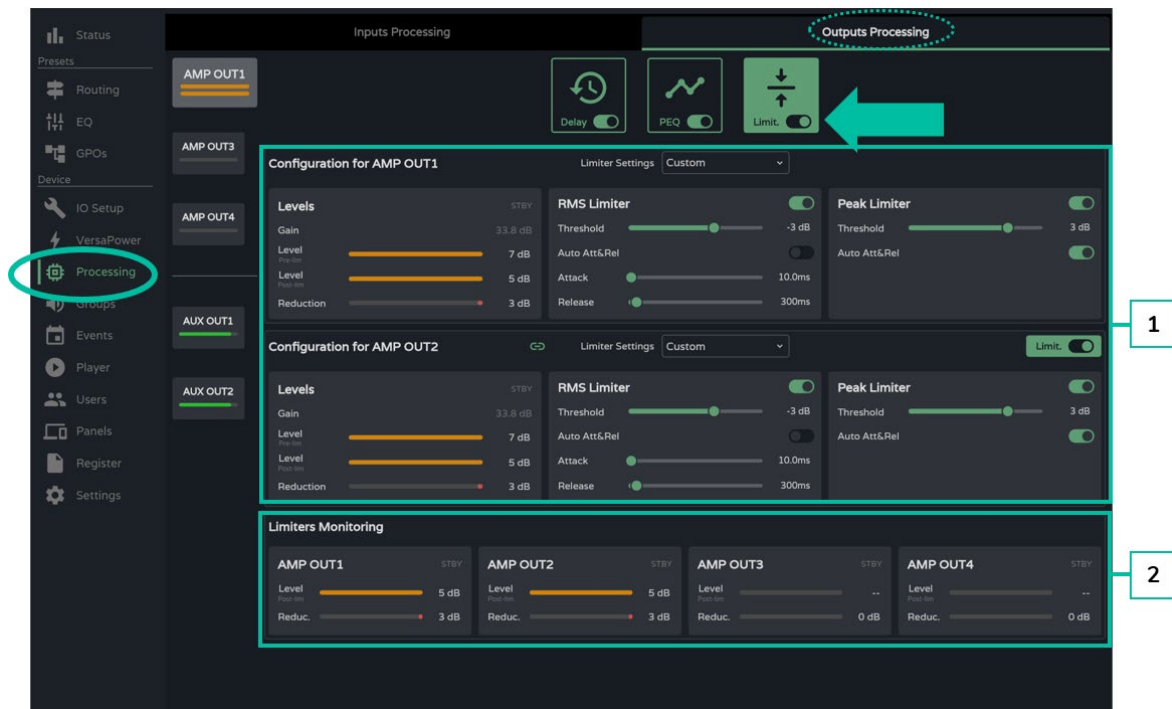 Status
Presets
Routing
EQ
GPOs
Device
IO Setup
VersaPower
Processing
Groups
Events
Player
Users
Panels
Register
Settings
Inputs Processing
Outputs Processing
AMP OUT1
AMP OUT3
AMP OUT4
AUX OUT1
AUX OUT2
Delay
PEQ
Limit.
Configuration for AMP OUT1
Limiter Settings Custom
Levels STBY
Gain 33.8 dB
Level 7 dB
Pre-lim
Level 5 dB
Post-lim
Reduction 3 dB
RMS Limiter
Threshold -3 dB
Auto Att&Rel
Attack 10.0ms
Release 300ms
Peak Limiter
Threshold 3 dB
Auto Att&Rel
1
Configuration for AMP OUT2
Limiter Settings Custom
Limit.
Levels STBY
Gain 33.8 dB
Level 7 dB
Pre-lim
Level 5 dB
Post-lim
Reduction 3 dB
RMS Limiter
Threshold -3 dB
Auto Att&Rel
Attack 10.0ms
Release 300ms
Peak Limiter
Threshold 3 dB
Auto Att&Rel
Limiters Monitoring
AMP OUT1 STBY
Level 5 dB
Post-lim
Reduc. 3 dB
AMP OUT2 STBY
Level 5 dB
Post-lim
Reduc. 3 dB
AMP OUT3 STBY
Level --
Post-lim
Reduc. 0 dB
AMP OUT4 STBY
Level --
Post-lim
Reduc. 0 dB
2